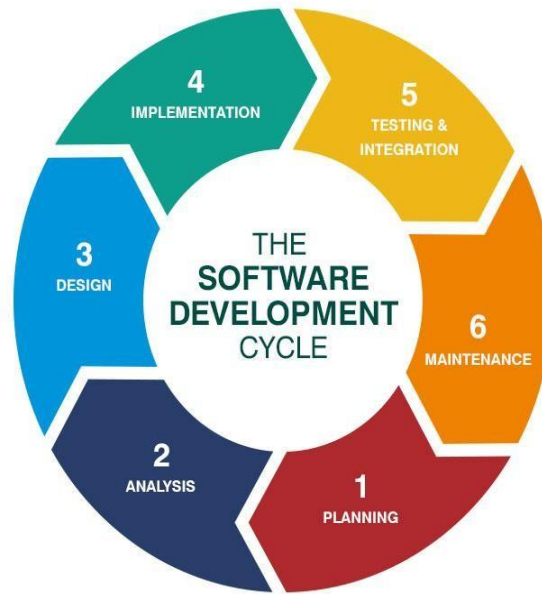 THE
SOFTWARE
DEVELOPMENT
CYCLE
1
PLANNING
2
ANALYSIS
3
DESIGN
4
IMPLEMENTATION
5
TESTING &
INTEGRATION
6
MAINTENANCE